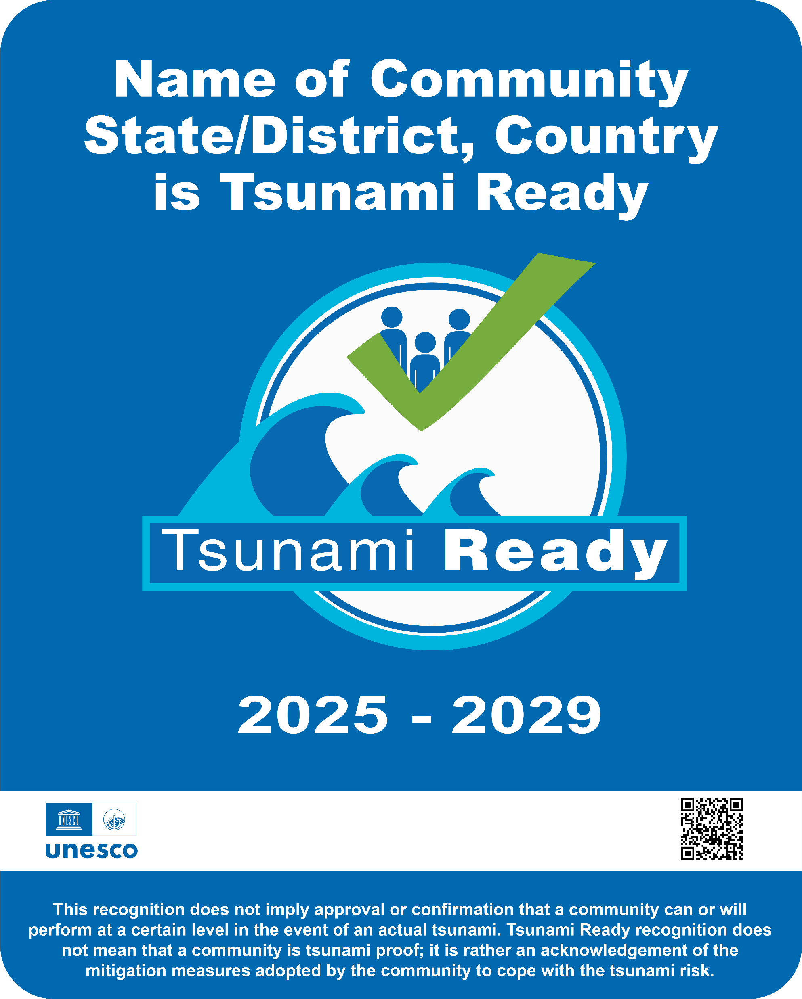 Name of Community
State/District, Country
is Tsunami Ready
Tsunami Ready
2025 - 2029
UNESCO
unesco
This recognition does not imply approval or confirmation that a community can or will
perform at a certain level in the event of an actual tsunami. Tsunami Ready recognition does
not mean that a community is tsunami proof; it is rather an acknowledgement of the
mitigation measures adopted by the community to cope with the tsunami risk.